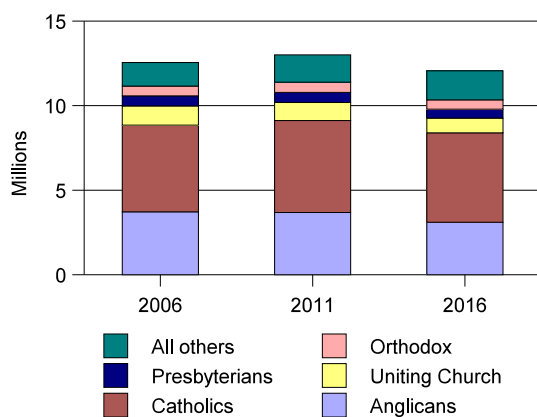 15
10
5
0
Millions
2006 2011 2016
All others Orthodox
Presbyterians Uniting Church
Catholics Anglicans